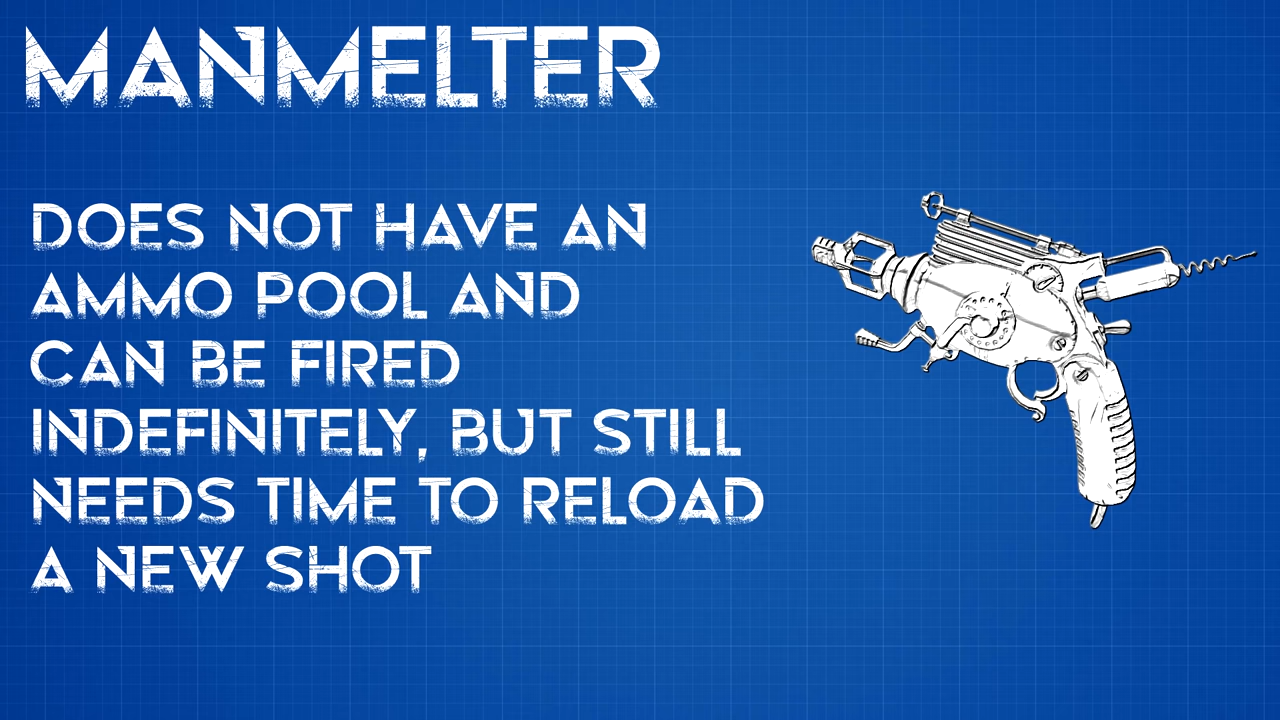 MANMELTER
DOES NOT HAVE AN
AMMO POOL AND
CAN BE FIRED
INDEFINITELY, BUT STILL
NEEDS TIME TO RELOAD
A NEW SHOT